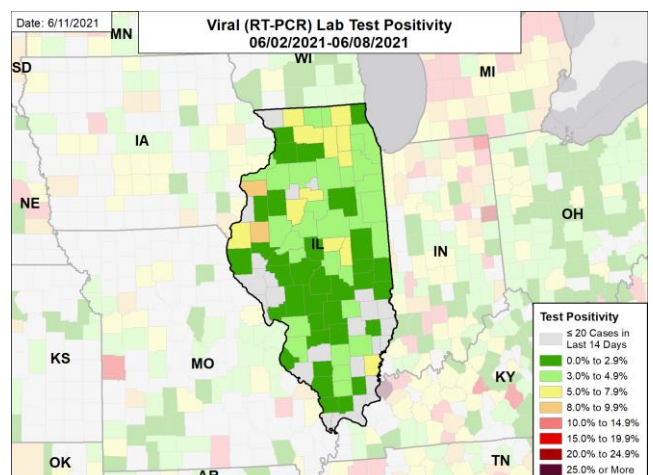 Date: 6/11/2021
Viral (RT-PCR) Lab Test Positivity
06/02/2021-06/08/2021
MN
SD
WI
MI
IA
NE
OH
IL
IN
KS
MO
KY
OK
AR
TN
Test Positivity
≤ 20 Cases in
Last 14 Days
0.0% to 2.9%
3.0% to 4.9%
5.0% to 7.9%
8.0% to 9.9%
10.0% to 14.9%
15.0% to 19.9%
20.0% to 24.9%
25.0% or More